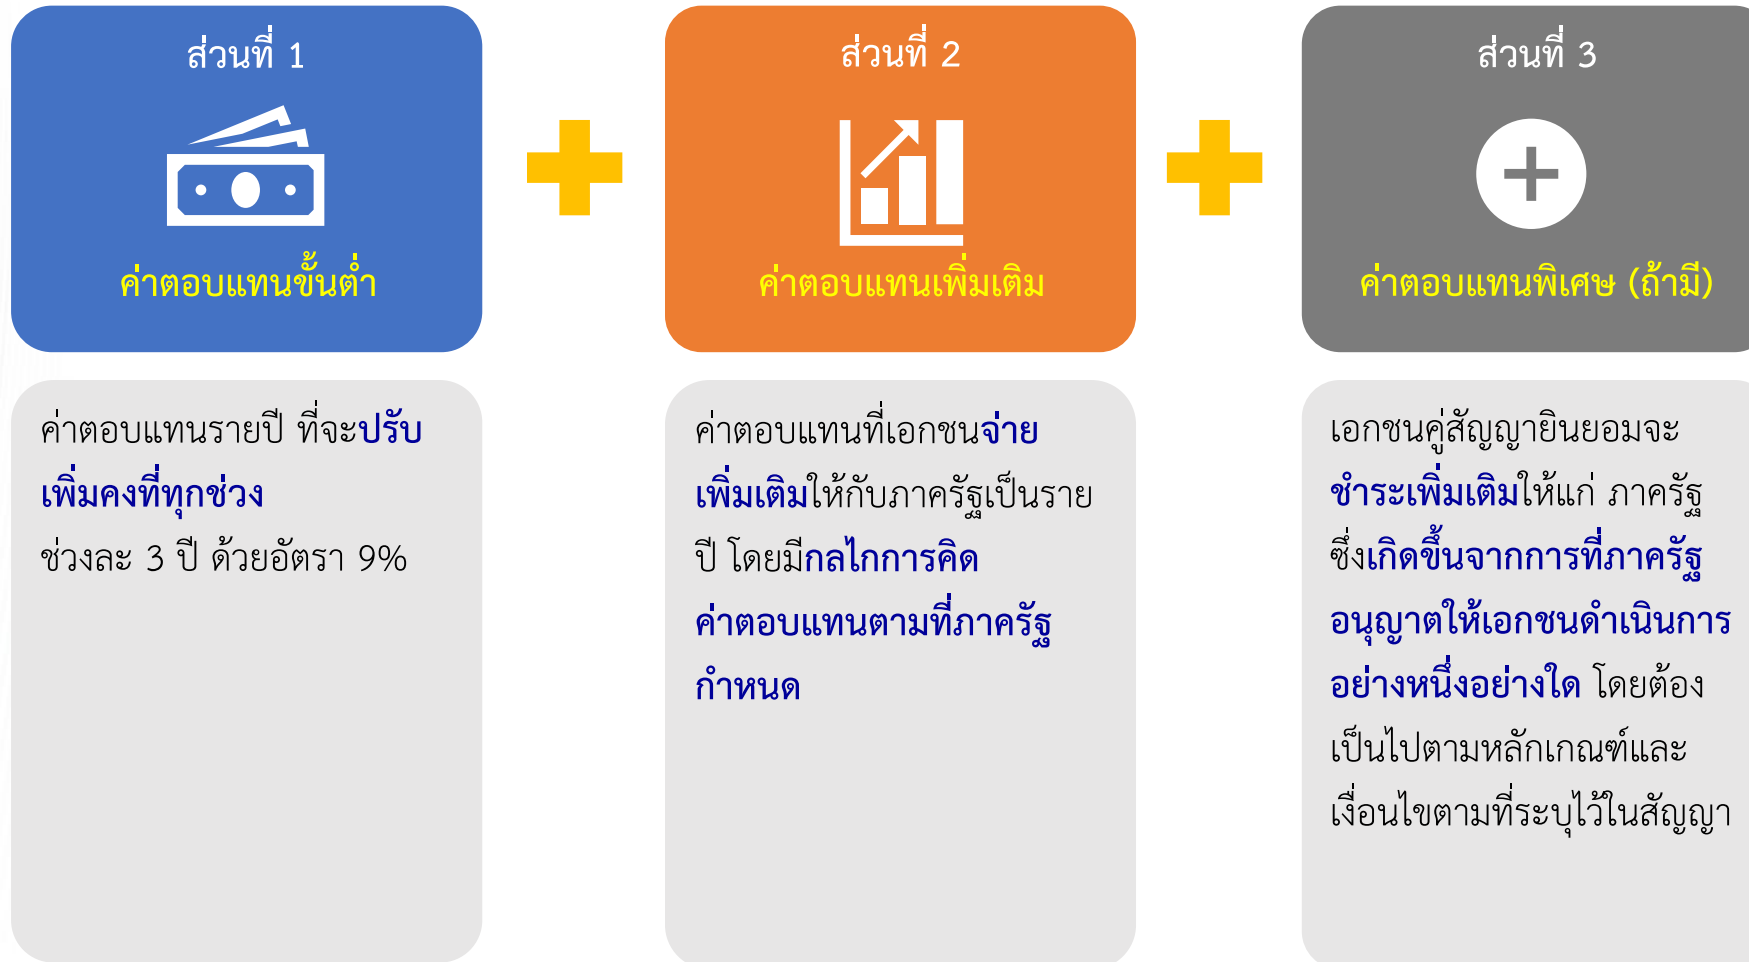 ส่วนที่ 1
ค่าตอบแทนขั้นต่ำ
ค่าตอบแทนรายปี ที่จะปรับ
เพิ่มคงที่ทุกช่วง
ช่วงละ 3 ปี ด้วยอัตรา 9%
ส่วนที่ 2
ค่าตอบแทนเพิ่มเติม
ค่าตอบแทนที่เอกชนจ่าย
เพิ่มเติมให้กับภาครัฐเป็นราย
ปี โดยมีกลไกการคิด
ค่าตอบแทนตามที่ภาครัฐ
กำหนด
ส่วนที่ 3
ค่าตอบแทนพิเศษ (ถ้ามี)
เอกชนคู่สัญญายินยอมจะ
ชำระเพิ่มเติมให้แก่ ภาครัฐ
ซึ่งเกิดขึ้นจากการที่ภาครัฐ
อนุญาตให้เอกชนดำเนินการ
อย่างหนึ่งอย่างใด โดยต้อง
เป็นไปตามหลักเกณฑ์และ
เงื่อนไขตามที่ระบุไว้ในสัญญา